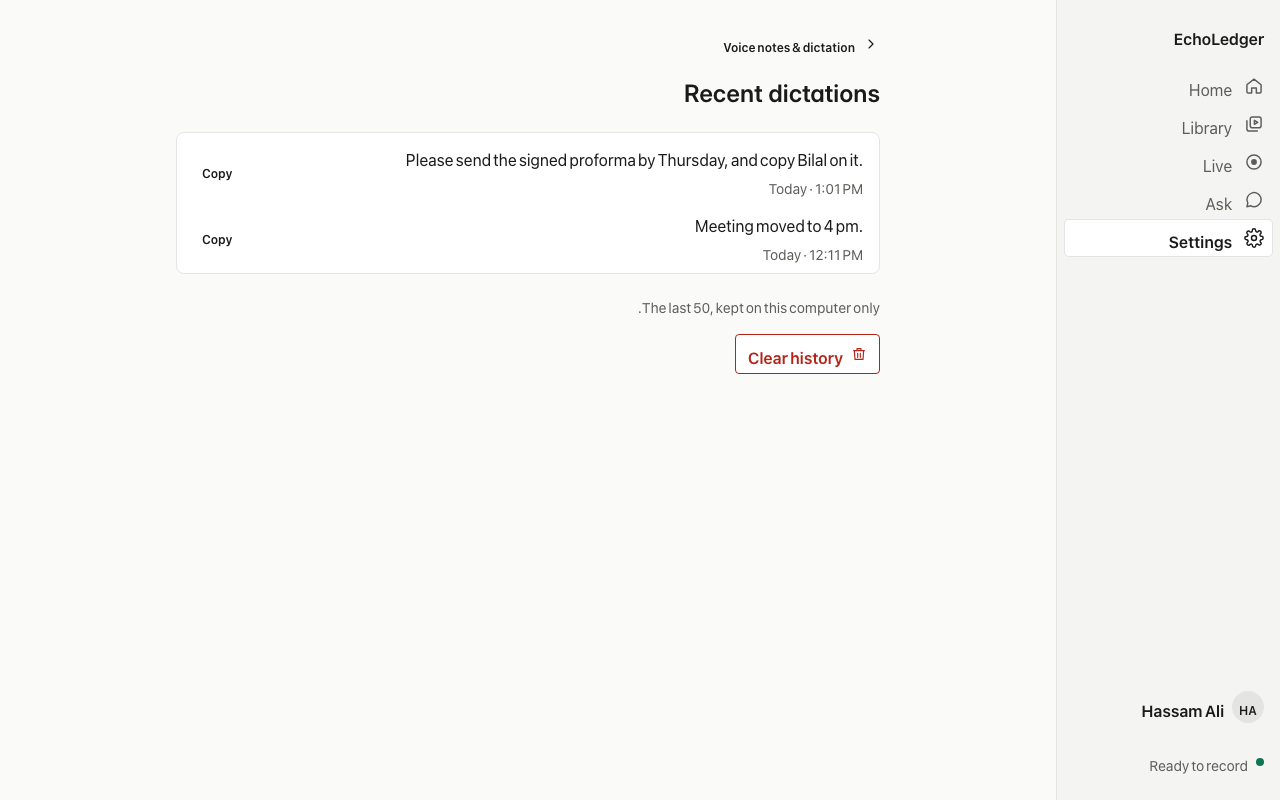 EchoLedger
Home
Library
Live
Ask
Settings
Hassam Ali
HA
Ready to record
Voice notes & dictation
Recent dictations
Please send the signed proforma by Thursday, and copy Bilal on it.
Today · 1:01 PM
Copy
Meeting moved to 4 pm.
Today · 12:11 PM
Copy
.The last 50, kept on this computer only
Clear history